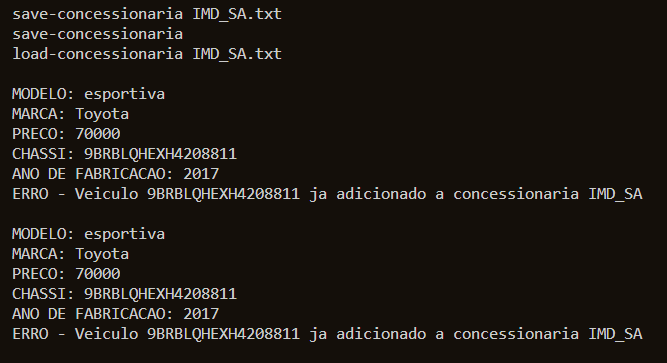 save-concessionaria IMD_SA.txt
save-concessionaria
load-concessionaria IMD_SA.txt
MODELO: esportiva
MARCA: Toyota
PRECO: 70000
CHASSI: 9BRBLQHEXH4208811
ANO DE FABRICACAO: 2017
ERRO - Veiculo 9BRBLQHEXH4208811 ja adicionado a concessionaria IMD_SA
MODELO: esportiva
MARCA: Toyota
PRECO: 70000
CHASSI: 9BRBLQHEXH4208811
ANO DE FABRICACAO: 2017
ERRO - Veiculo 9BRBLQHEXH4208811 ja adicionado a concessionaria IMD_SA